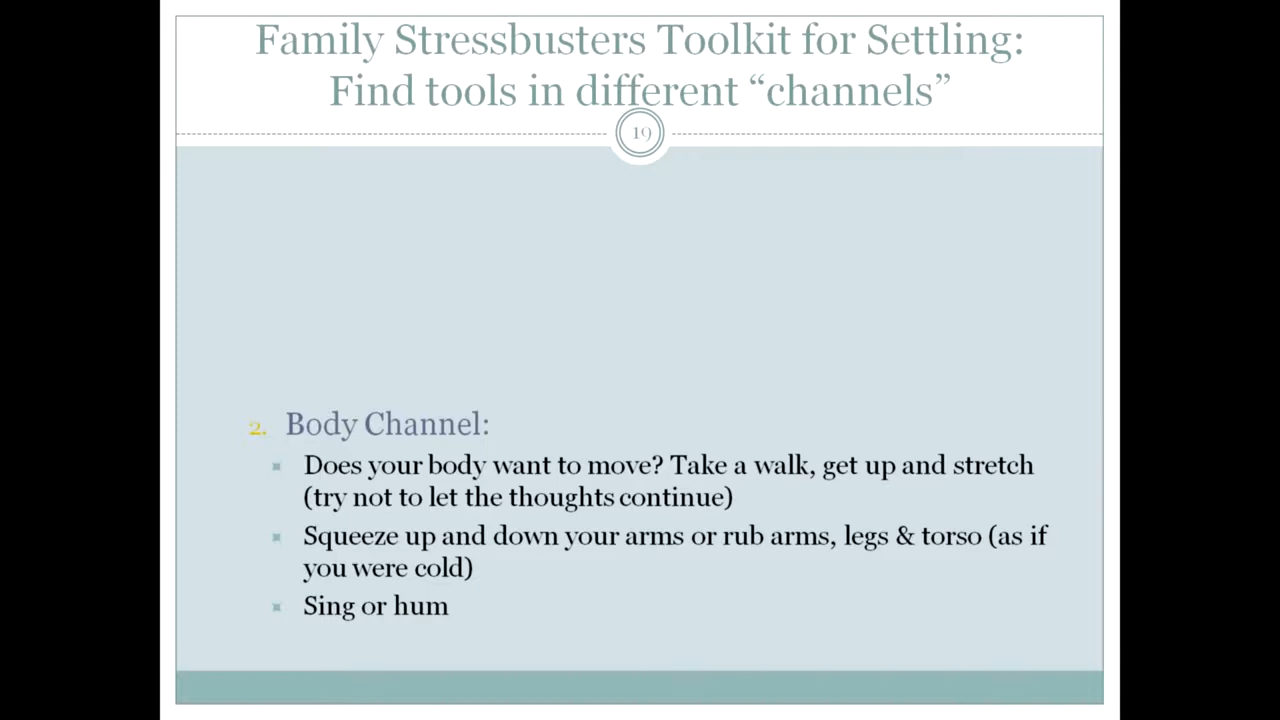 Family Stressbusters Toolkit for Settling:
Find tools in different “channels”
19
2. Body Channel:
Does your body want to move? Take a walk, get up and stretch
(try not to let the thoughts continue)
Squeeze up and down your arms or rub arms, legs & torso (as if
you were cold)
Sing or hum